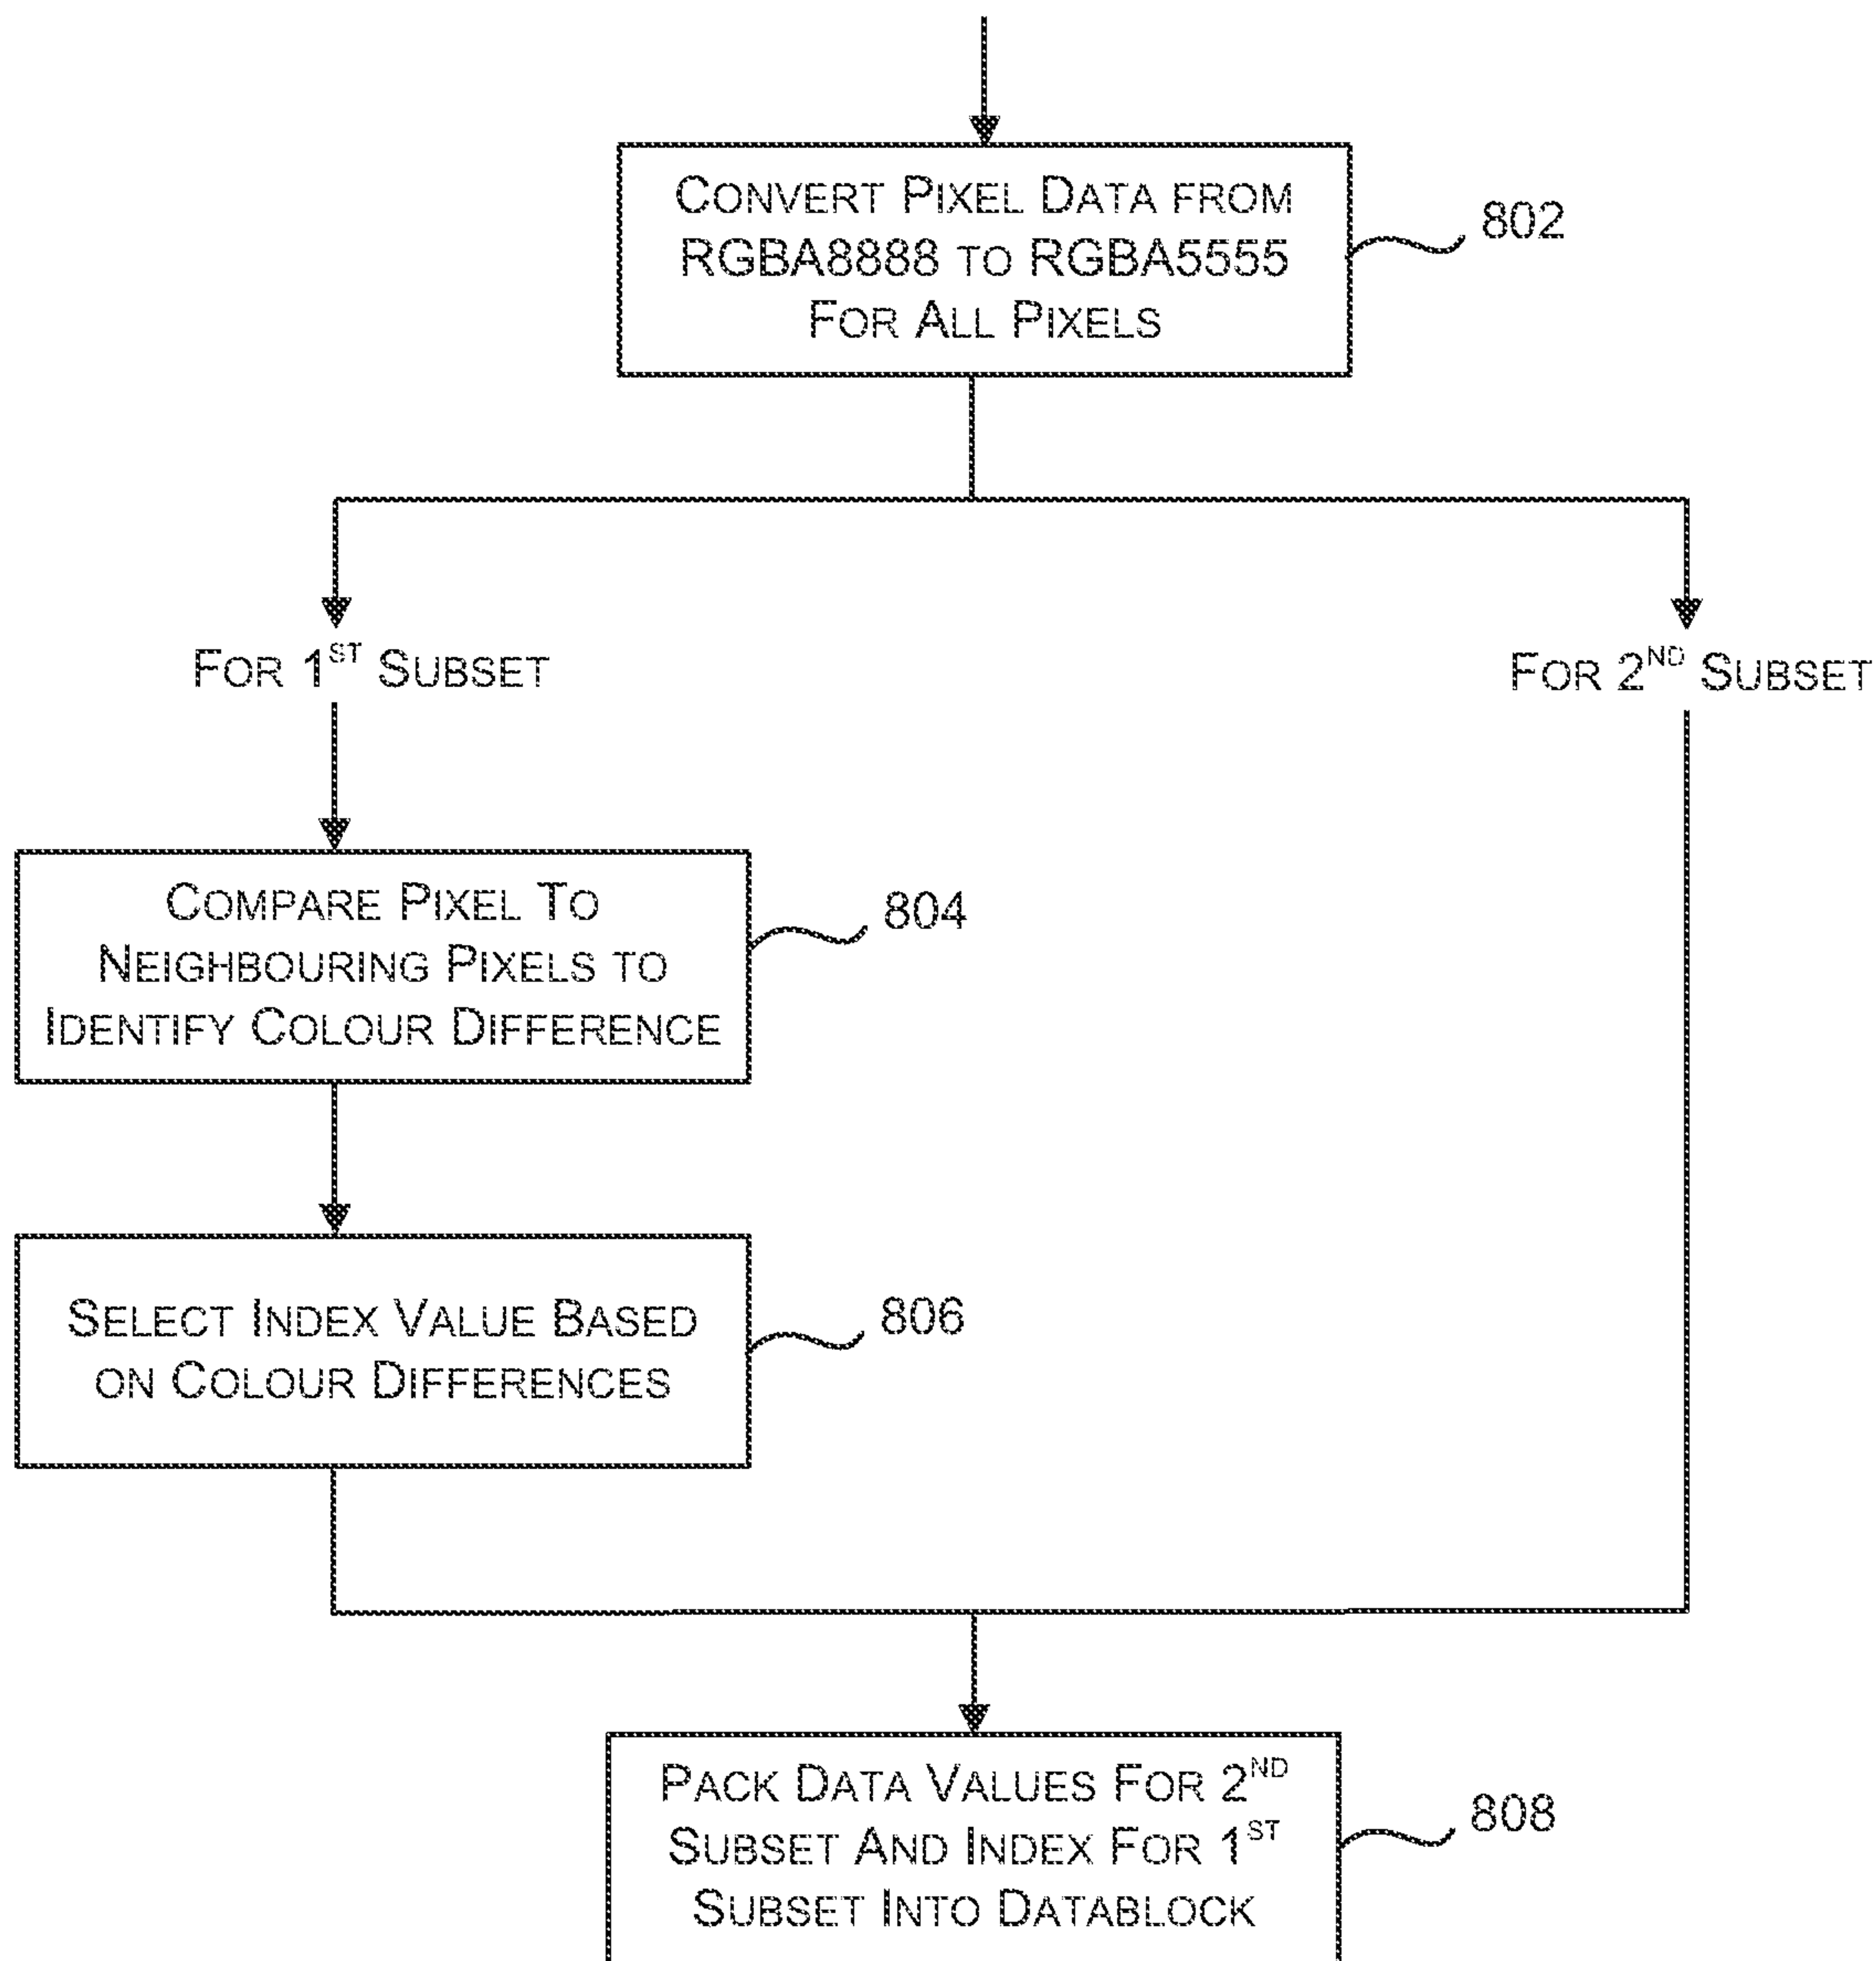 CONVERT PIXEL DATA FROM
RGBA8888 TO RGBA5555
FOR ALL PIXELS
802
FOR 1ST SUBSET
FOR 2ND SUBSET
COMPARE PIXEL TO
NEIGHBOURING PIXELS TO
IDENTIFY COLOUR DIFFERENCE
804
SELECT INDEX VALUE BASED
ON COLOUR DIFFERENCES
806
PACK DATA VALUES FOR 2ND
SUBSET AND INDEX FOR 1ST
SUBSET INTO DATABLOCK
808